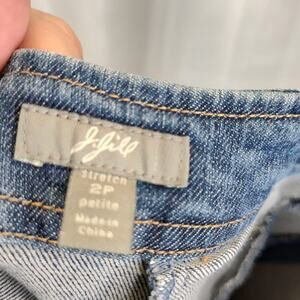 J.Jill
Stretch
2P
petite
Made in
China